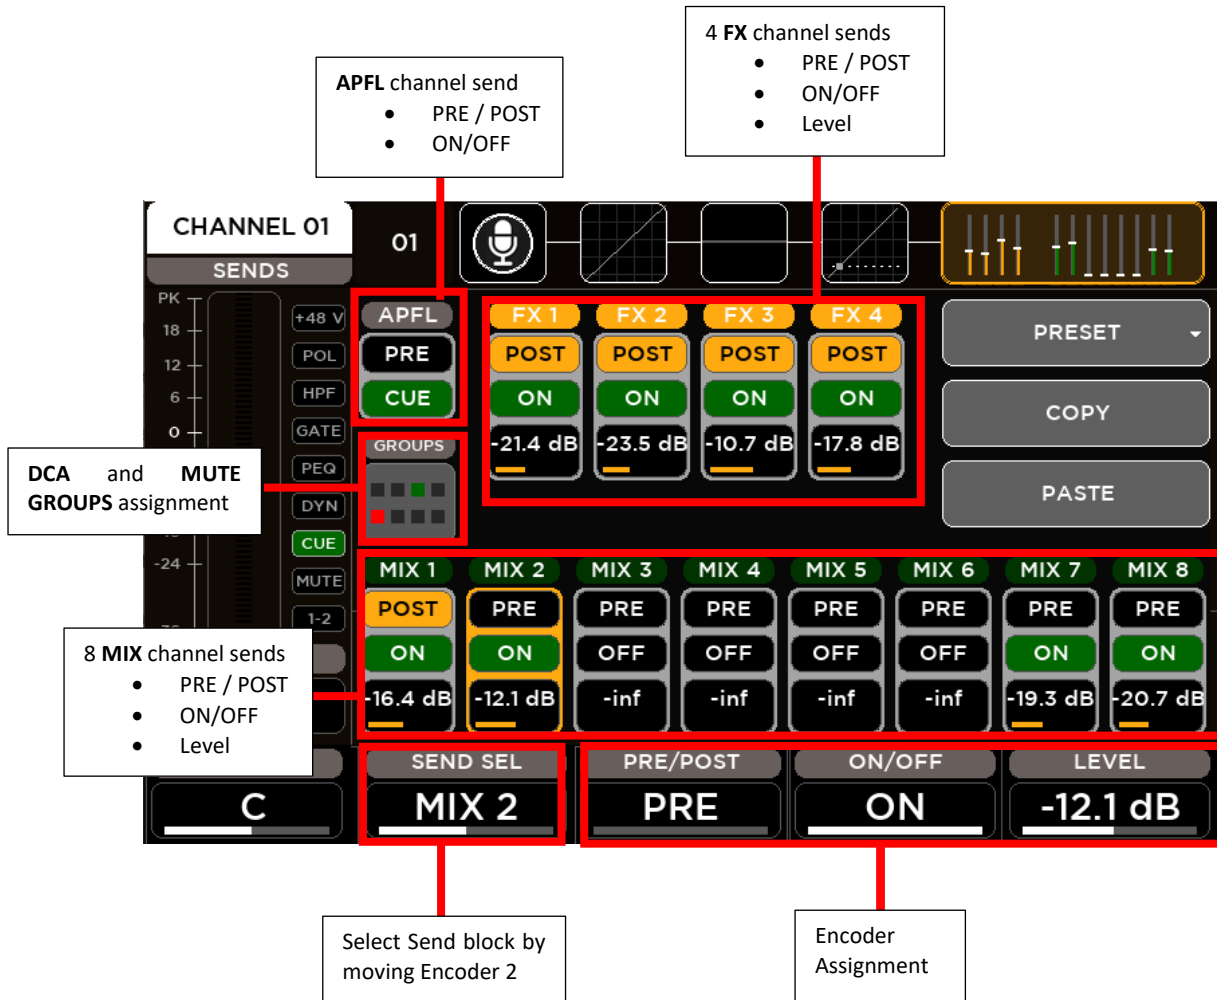 4 FX channel sends
• PRE / POST
• ON/OFF
• Level
APFL channel send
• PRE / POST
• ON/OFF
CHANNEL 01
SENDS
01
PK
18
12
6
0
-24
+48 V
POL
HPF
GATE
PEQ
DYN
CUE
MUTE
1-2
APFL
PRE
CUE
GROUPS
FX 1 FX 2 FX 3 FX 4
POST POST POST POST
ON ON ON ON
-21.4 dB -23.5 dB -10.7 dB -17.8 dB
PRESET
COPY
PASTE
DCA and MUTE
GROUPS assignment
MIX 1 MIX 2 MIX 3 MIX 4 MIX 5 MIX 6 MIX 7 MIX 8
POST PRE PRE PRE PRE PRE PRE PRE
ON ON OFF OFF OFF OFF ON ON
-16.4 dB -12.1 dB -inf -inf -inf -inf -19.3 dB -20.7 dB
8 MIX channel sends
• PRE / POST
• ON/OFF
• Level
SEND SEL PRE/POST ON/OFF LEVEL
C MIX 2 PRE ON -12.1 dB
Select Send block by
moving Encoder 2
Encoder
Assignment